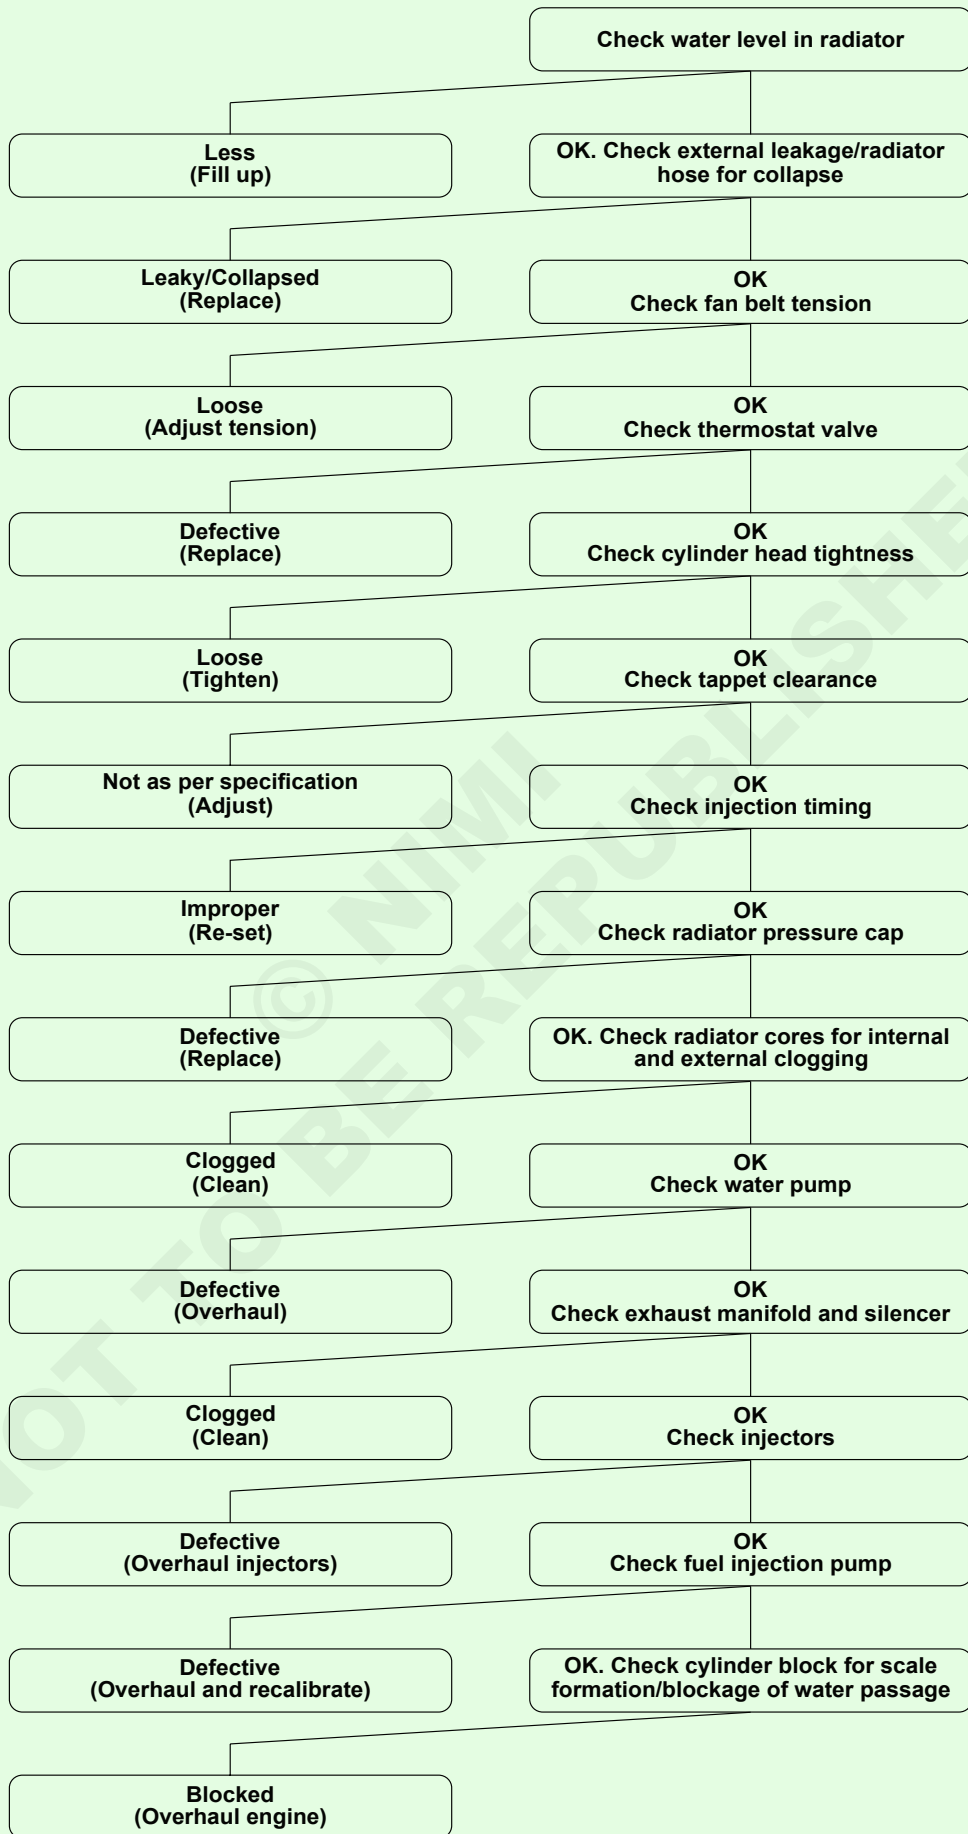 Check water level in radiator
Less
(Fill up)
OK. Check external leakage/radiator
hose for collapse
Leaky/Collapsed
(Replace)
OK
Check fan belt tension
Loose
(Adjust tension)
OK
Check thermostat valve
Defective
(Replace)
OK
Check cylinder head tightness
Loose
(Tighten)
OK
Check tappet clearance
Not as per specification
(Adjust)
OK
Check injection timing
Improper
(Re-set)
OK
Check radiator pressure cap
Defective
(Replace)
OK. Check radiator cores for internal
and external clogging
Clogged
(Clean)
OK
Check water pump
Defective
(Overhaul)
OK
Check exhaust manifold and silencer
Clogged
(Clean)
OK
Check injectors
Defective
(Overhaul injectors)
OK
Check fuel injection pump
Defective
(Overhaul and recalibrate)
OK. Check cylinder block for scale
formation/blockage of water passage
Blocked
(Overhaul engine)
© NIMI
NOT TO BE REPUBLISHE